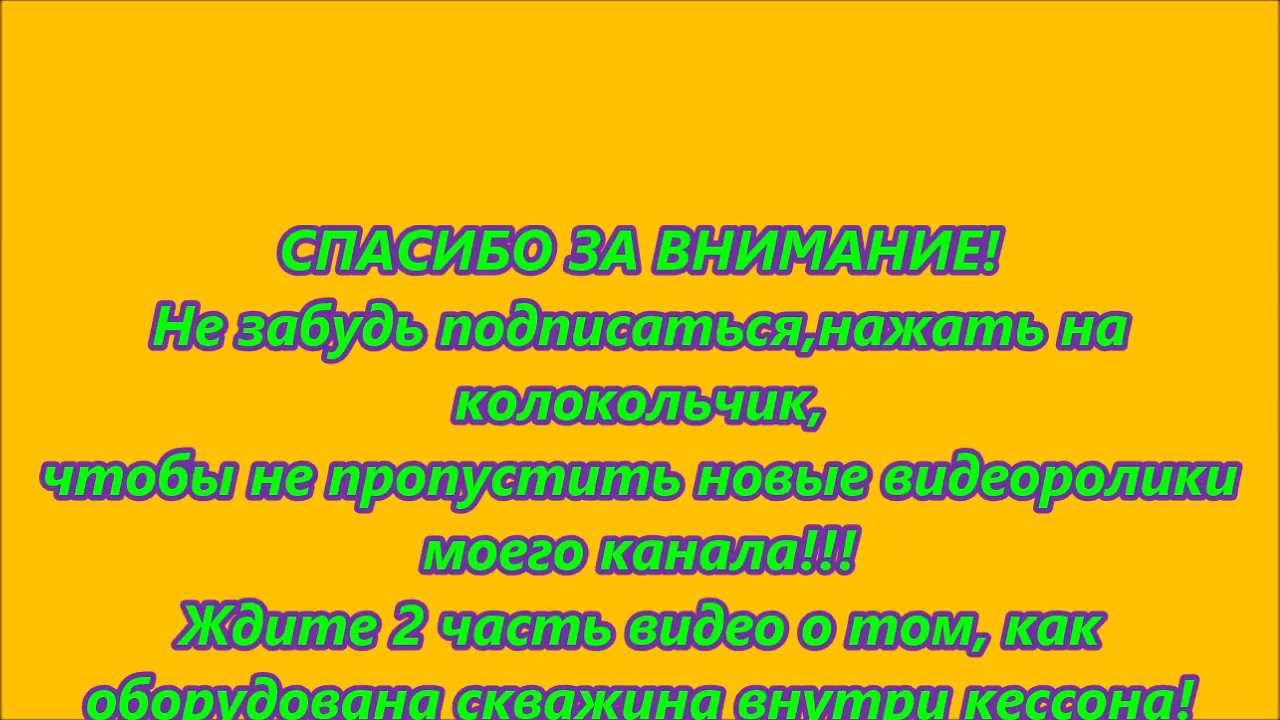 СПАСИБО ЗА ВНИМАНИЕ!
Не забудь подписаться,нажать на
колокольчик,
чтобы не пропустить новые видеоролики
моего канала!!!
Ждите 2 часть видео о том, как
оборудована скважина внутри кессона!